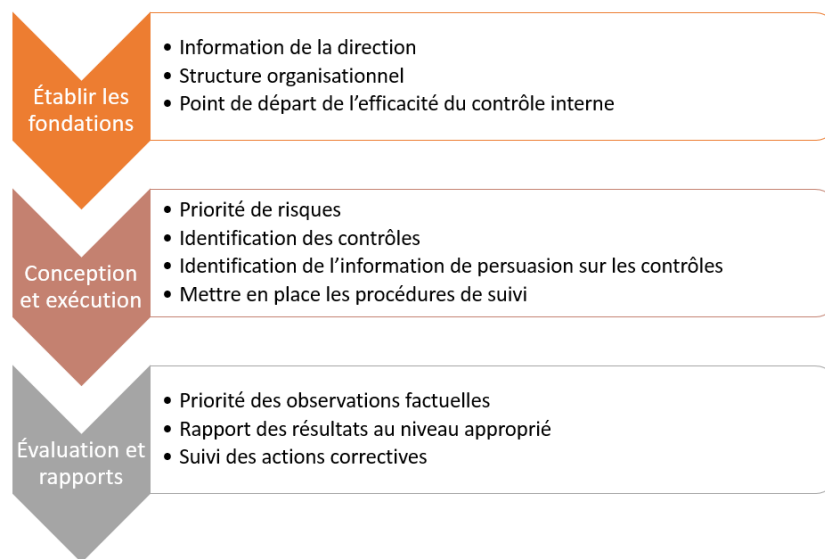 Établir les
fondations
• Information de la direction
• Structure organisationnel
• Point de départ de l’efficacité du contrôle interne
Conception
et exécution
• Priorité de risques
• Identification des contrôles
• Identification de l’information de persuasion sur les contrôles
• Mettre en place les procédures de suivi
Évaluation et
rapports
• Priorité des observations factuelles
• Rapport des résultats au niveau approprié
• Suivi des actions correctives